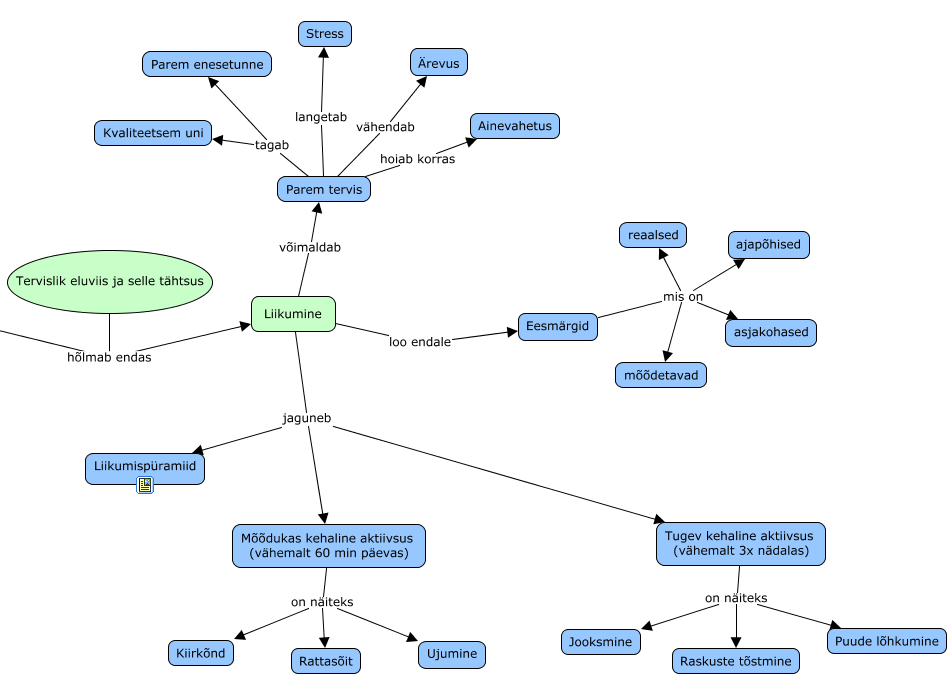 Stress
Parem enesetunne
Ärevus
langetab
Ainevahetus
vähendab
Kvaliteetsem uni
tagab
hoiab korras
Parem tervis
reaalsed
ajapõhised
võimaldab
Tervislik eluviis ja selle tähtsus
mis on
Liikumine
Eesmärgid
asjakohased
loo endale
hõlmab endas
mõõdetavad
jaguneb
Liikumispüramiid
Mõõdukas kehaline aktiivsus
(vähemalt 60 min päevas)
Tugev kehaline aktiivsus
(vähemalt 3x nädalas)
on näiteks
on näiteks
Kiirkõnd
Rattasõit
Ujumine
Jooksmine
Raskuste tõstmine
Puude lõhkumine